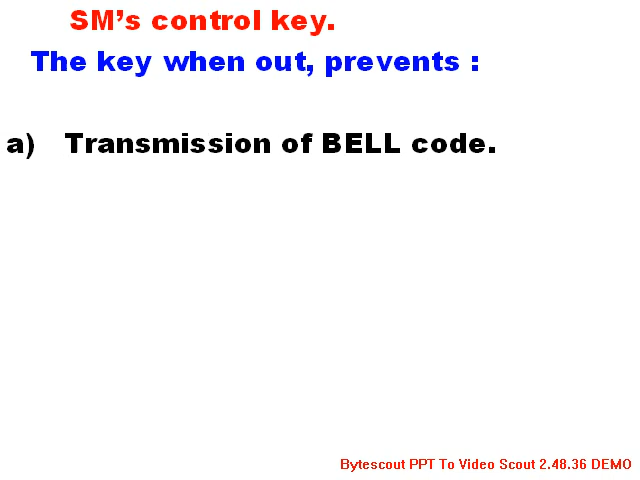 SM’s control key.
The key when out, prevents :
a) Transmission of BELL code.
Bytescout PPT To Video Scout 2.48.36 DEMO